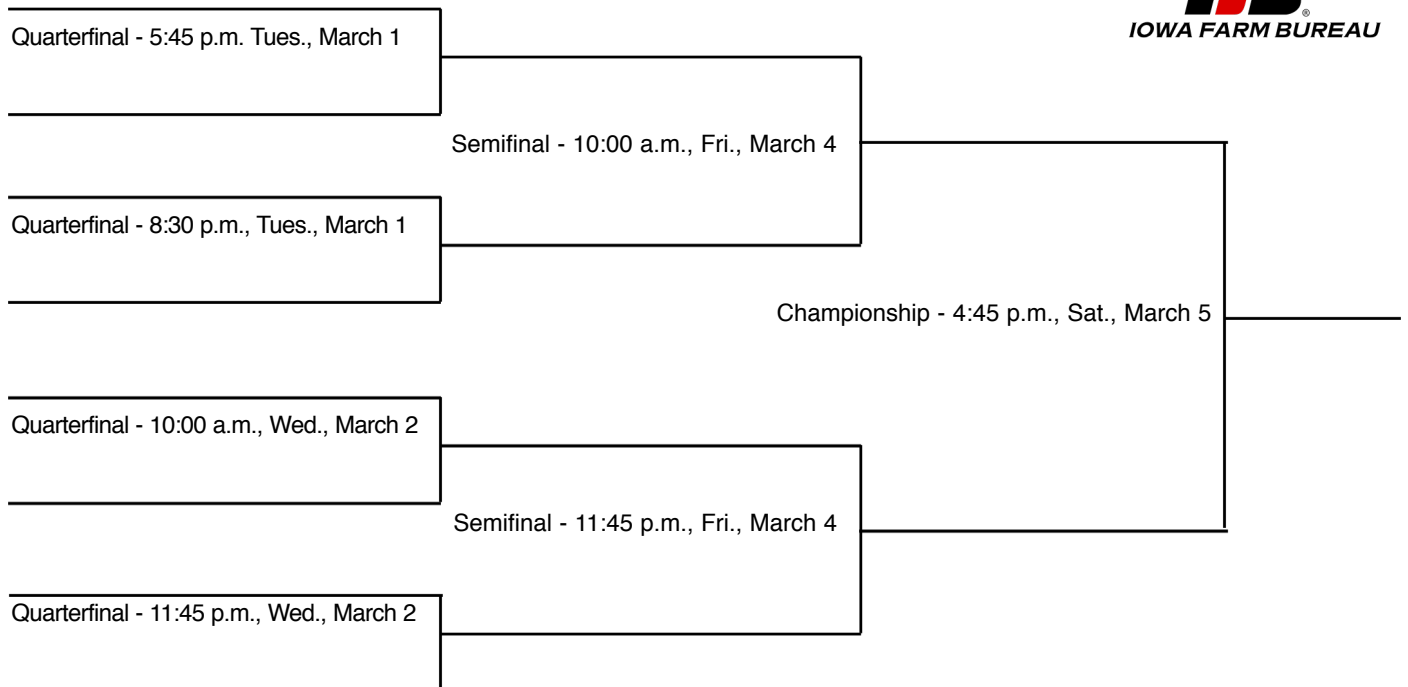 IOWA FARM BUREAU
Quarterfinal - 5:45 p.m. Tues., March 1
Semifinal - 10:00 a.m., Fri., March 4
Quarterfinal - 8:30 p.m., Tues., March 1
Championship - 4:45 p.m., Sat., March 5
Quarterfinal - 10:00 a.m., Wed., March 2
Semifinal - 11:45 p.m., Fri., March 4
Quarterfinal - 11:45 p.m., Wed., March 2